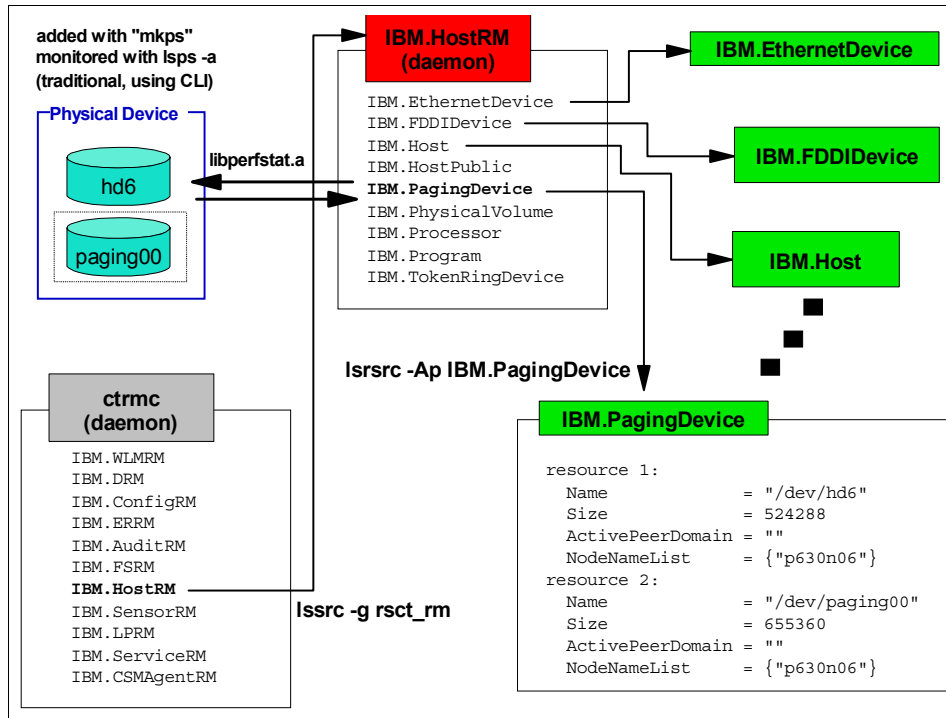 added with "mkps"
monitored with lsps -a
(traditional, using CLI)
Physical Device
hd6
paging00
libperfstat.a
IBM.HostRM
(daemon)
IBM.EthernetDevice
IBM.FDDIDevice
IBM.Host
IBM.HostPublic
IBM.PagingDevice
IBM.PhysicalVolume
IBM.Processor
IBM.Program
IBM.TokenRingDevice
IBM.EthernetDevice
IBM.FDDIDevice
IBM.Host
lsrsrc -Ap IBM.PagingDevice
ctrmc
(daemon)
IBM.WLMRM
IBM.DRM
IBM.ConfigRM
IBM.ERRM
IBM.AuditRM
IBM.FSRM
IBM.HostRM
IBM.SensorRM
IBM.LPRM
IBM.ServiceRM
IBM.CSMAgentRM
lssrc -g rsct_rm
IBM.PagingDevice
resource 1:
Name = "/dev/hd6"
Size = 524288
ActivePeerDomain = ""
NodeNameList = {"p630n06"}
resource 2:
Name = "/dev/paging00"
Size = 655360
ActivePeerDomain = ""
NodeNameList = {"p630n06"}